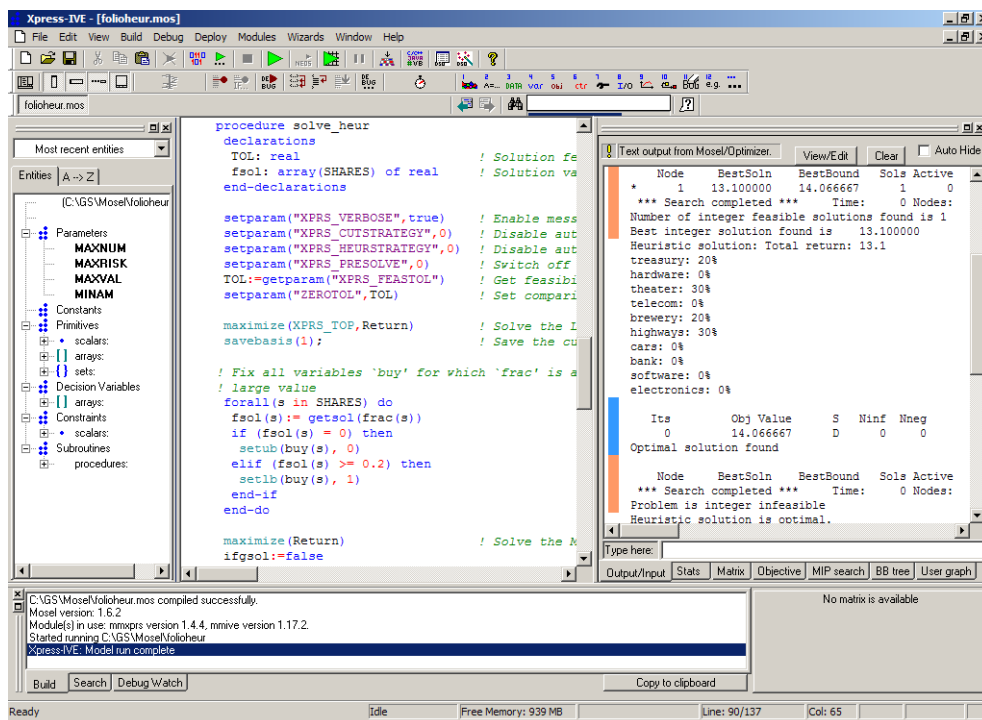 Xpress-IVE - [folioheur.mos]
File Edit View Build Debug Deploy Modules Wizards Window Help
folioheur.mos
Most recent entities
Entities A -> Z
(C:\GS\Mosel\folioheur
Parameters
MAXNUM
MAXRISK
MAXVAL
MINAM
Constants
Primitives
scalars:
arrays:
sets:
Decision Variables
arrays:
Constraints
scalars:
Subroutines
procedures:
procedure solve_heur
declarations
TOL: real ! Solution fe
fsol: array(SHARES) of real ! Solution va
end-declarations
setparam("XPRS_VERBOSE",true) ! Enable mess
setparam("XPRS_CUTSTRATEGY",0) ! Disable aut
setparam("XPRS_HEURSTRATEGY",0) ! Disable aut
setparam("XPRS_PRESOLVE",0) ! Switch off
TOL:=getparam("XPRS_FEASTOL") ! Get feasibi
setparam("ZEROTOL",TOL) ! Set compari
maximize(XPRS_TOP,Return) ! Solve the L
savebasis(1); ! Save the cu
! Fix all variables `buy' for which `frac' is a
! large value
forall(s in SHARES) do
fsol(s):= getsol(frac(s))
if (fsol(s) = 0) then
setub(buy(s), 0)
elif (fsol(s) >= 0.2) then
setlb(buy(s), 1)
end-if
end-do
maximize(Return) ! Solve the M
ifgsol:=false
Text output from Mosel/Optimizer. View/Edit Clear Auto Hide
Node BestSoln BestBound Sols Active
* 1 13.100000 14.066667 1 0
*** Search completed *** Time: 0 Nodes:
Number of integer feasible solutions found is 1
Best integer solution found is 13.100000
Heuristic solution: Total return: 13.1
treasury: 20%
hardware: 0%
theater: 30%
telecom: 0%
brewery: 20%
highways: 30%
cars: 0%
bank: 0%
software: 0%
electronics: 0%
Its Obj Value S Ninf Nneg
0 14.066667 D 0 0
Optimal solution found
Node BestSoln BestBound Sols Active
*** Search completed *** Time: 0 Nodes:
Problem is integer infeasible
Heuristic solution is optimal.
Type here:
Output/Input Stats Matrix Objective MIP search BB tree User graph
C:\GS\Mosel\folioheur.mos compiled successfully.
Mosel version: 1.6.2
Module(s) in use: mmxprs version 1.4.4, mmive version 1.17.2.
Started running C:\GS\Mosel\folioheur
Xpress-IVE: Model run complete
Build Search Debug Watch
Copy to clipboard
No matrix is available
Ready Idle Free Memory: 939 MB Line: 90/137 Col: 65